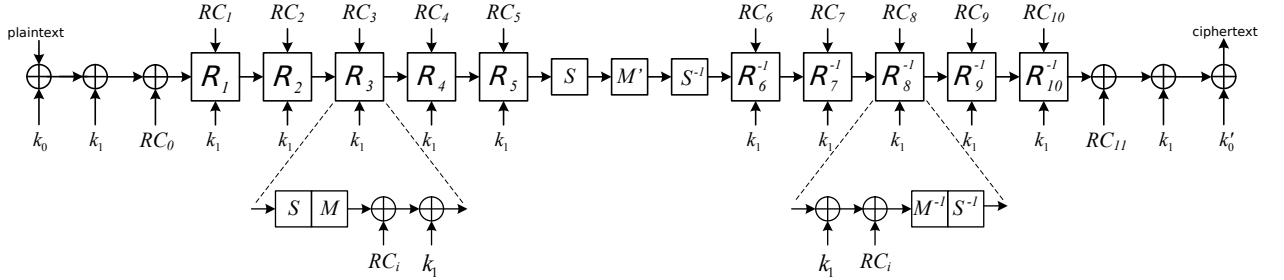 RC₁ RC₂ RC₃ RC₄ RC₅ RC₆ RC₇ RC₈ RC₉ RC₁₀
plaintext ciphertext
R₁ R₂ R₃ R₄ R₅ S M' S⁻¹ R₆⁻¹ R₇⁻¹ R₈⁻¹ R₉⁻¹ R₁₀⁻¹
k₀ k₁ RC₀ k₁ k₁ k₁ k₁ k₁ k₁ k₁ k₁ k₁ k₁ RC₁₁ k₁ k₀′
S M M⁻¹ S⁻¹
RCᵢ k₁ k₁ RCᵢ